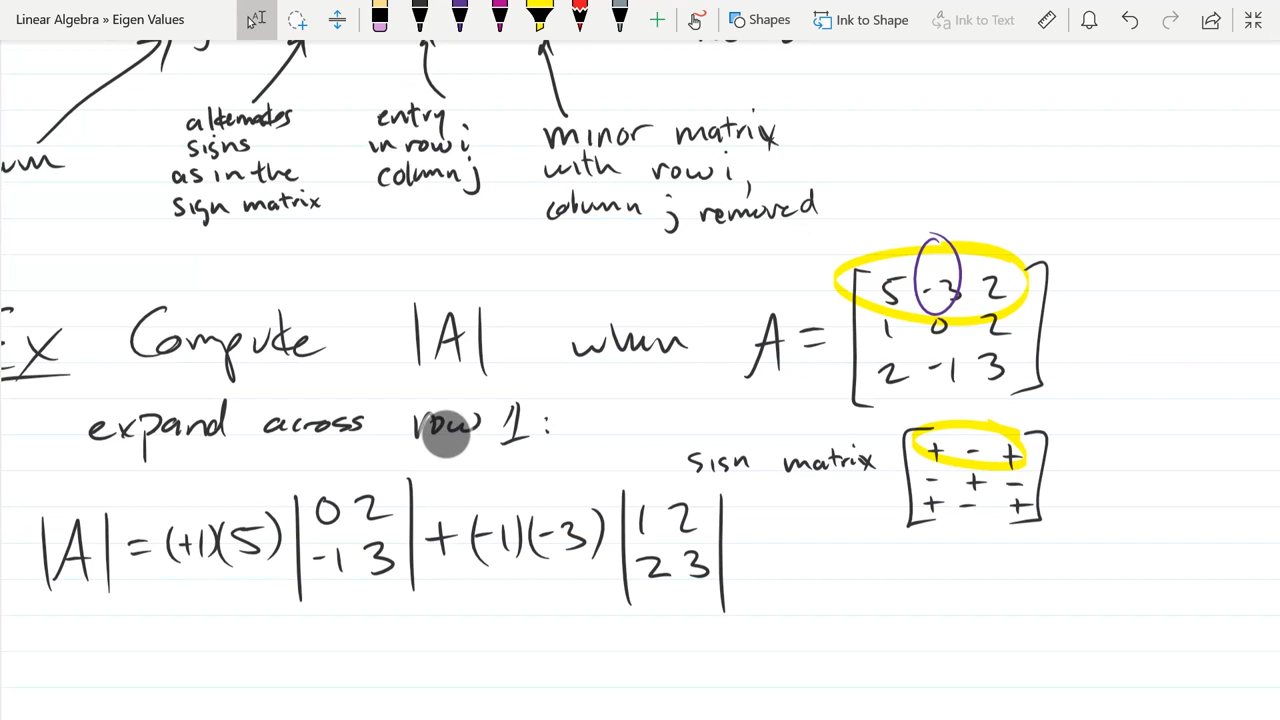 Linear Algebra » Eigen Values
Shapes
Ink to Shape
Ink to Text
alternates signs as in the sign matrix
entry in row i column j
minor matrix with row i, column j removed
Ex Compute |A| when A = [5 -3 2
1 0 2
2 -1 3]
expand across row 1:
sign matrix [+ - +
- + -
+ - +]
|A| = (+1)(5) |0 2
-1 3| + (-1)(-3) |1 2
2 3|